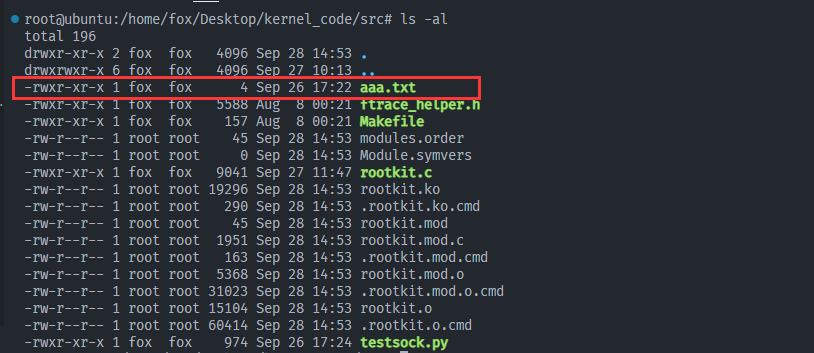 root@ubuntu:/home/fox/Desktop/kernel_code/src# ls -al
total 196
drwxr-xr-x 2 fox  fox   4096 Sep 28 14:53 .
drwxrwxr-x 6 fox  fox   4096 Sep 27 10:13 ..
-rwxr-xr-x 1 fox  fox      4 Sep 26 17:22 aaa.txt
-rwxr-xr-x 1 fox  fox   5588 Aug  8 00:21 ftrace_helper.h
-rwxr-xr-x 1 fox  fox    157 Aug  8 00:21 Makefile
-rw-r--r-- 1 root root    45 Sep 28 14:53 modules.order
-rw-r--r-- 1 root root     0 Sep 28 14:53 Module.symvers
-rwxr-xr-x 1 fox  fox   9041 Sep 27 11:47 rootkit.c
-rw-r--r-- 1 root root 19296 Sep 28 14:53 rootkit.ko
-rw-r--r-- 1 root root   290 Sep 28 14:53 .rootkit.ko.cmd
-rw-r--r-- 1 root root    45 Sep 28 14:53 rootkit.mod
-rw-r--r-- 1 root root  1951 Sep 28 14:53 rootkit.mod.c
-rw-r--r-- 1 root root   163 Sep 28 14:53 .rootkit.mod.cmd
-rw-r--r-- 1 root root  5368 Sep 28 14:53 rootkit.mod.o
-rw-r--r-- 1 root root 31023 Sep 28 14:53 .rootkit.mod.o.cmd
-rw-r--r-- 1 root root 15104 Sep 28 14:53 rootkit.o
-rw-r--r-- 1 root root 60414 Sep 28 14:53 .rootkit.o.cmd
-rwxr-xr-x 1 fox  fox    974 Sep 26 17:24 testsock.py